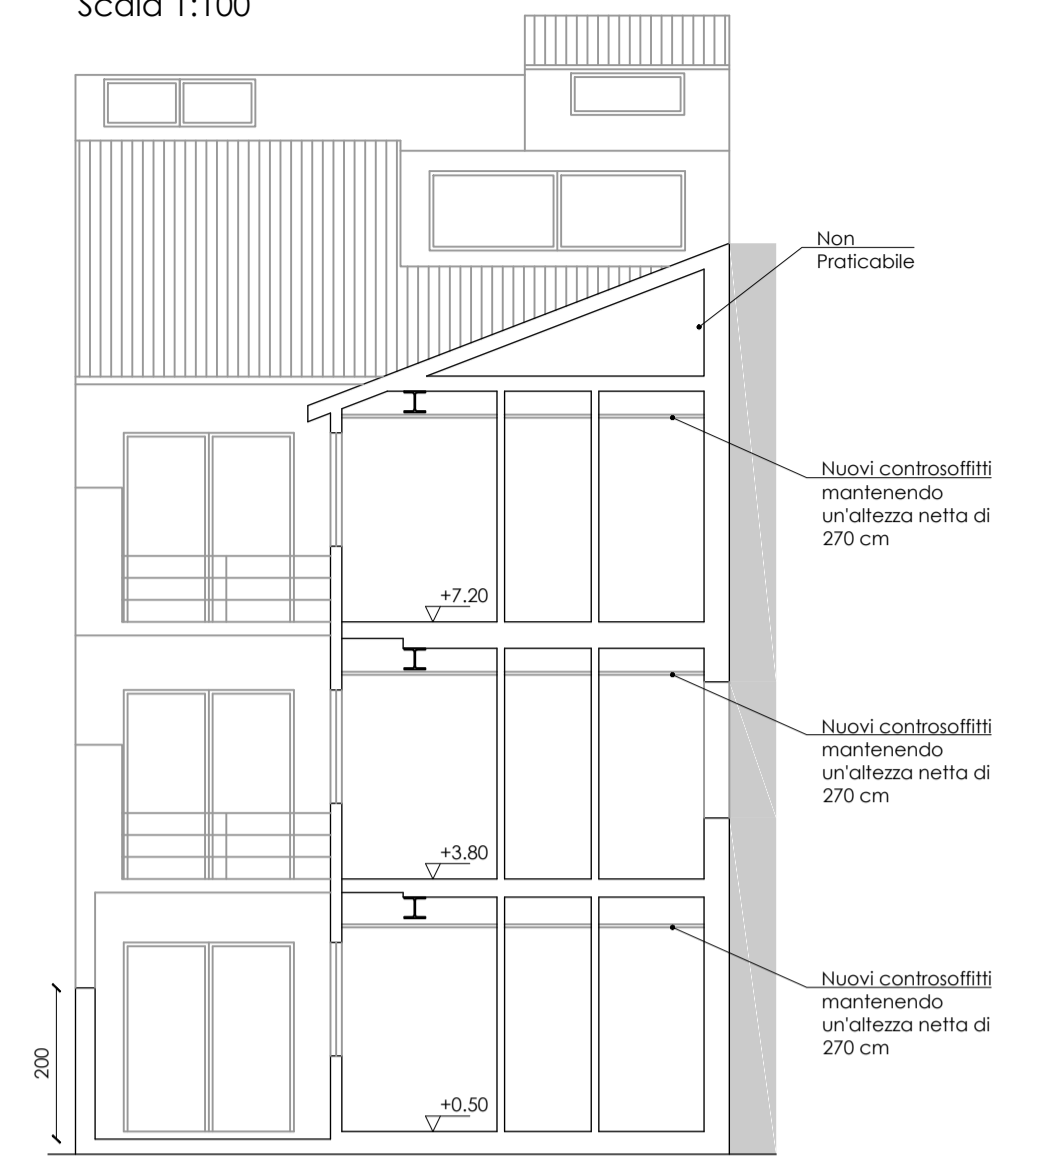 Scala 1:100
Non
Praticabile
Nuovi controsoffitti
mantenendo
un'altezza netta di
270 cm
+7.20
Nuovi controsoffitti
mantenendo
un'altezza netta di
270 cm
+3.80
Nuovi controsoffitti
mantenendo
un'altezza netta di
270 cm
200
+0.50